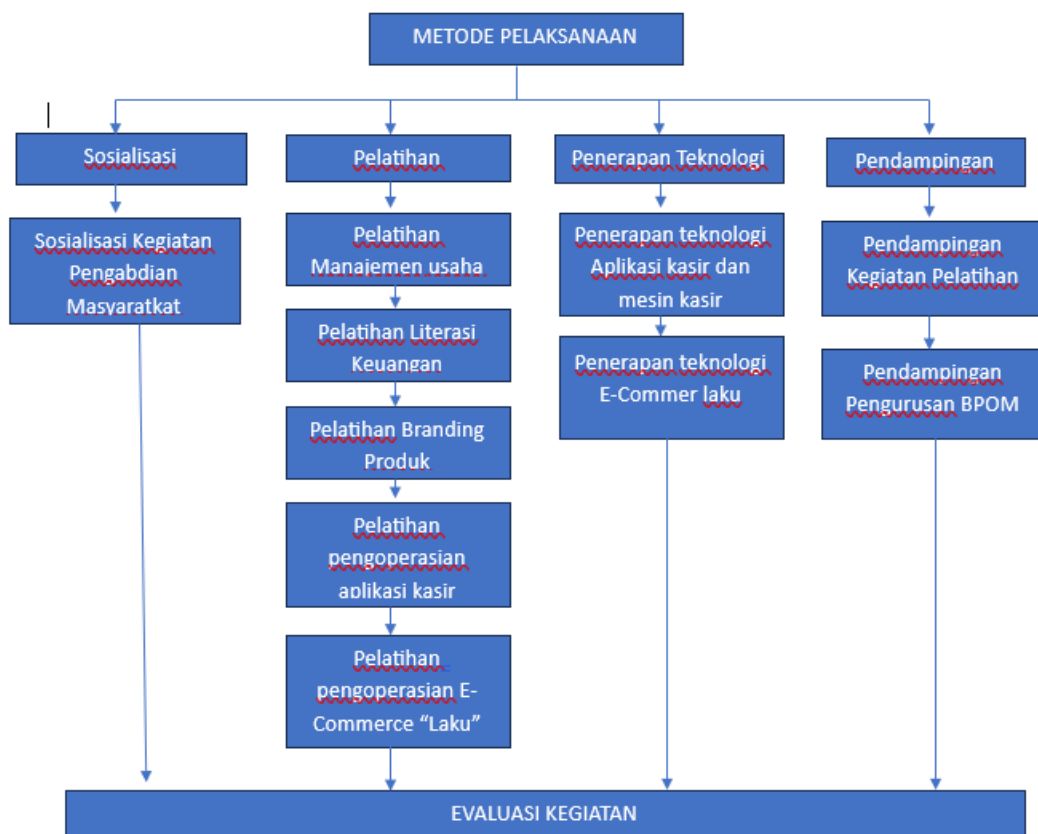 METODE PELAKSANAAN
Sosialisasi
Sosialisasi Kegiatan
Pengabdian
Masyaratkat
Pelatihan
Pelatihan
Manajemen usaha
Pelatihan Literasi
Keuangan
Pelatihan Branding
Produk
Pelatihan
pengoperasian
aplikasi kasir
Pelatihan
pengoperasian E-
Commerce “Laku”
Penerapan Teknologi
Penerapan teknologi
Aplikasi kasir dan
mesin kasir
Penerapan teknologi
E-Commer laku
Pendampingan
Pendampingan
Kegiatan Pelatihan
Pendampingan
Pengurusan BPOM
EVALUASI KEGIATAN